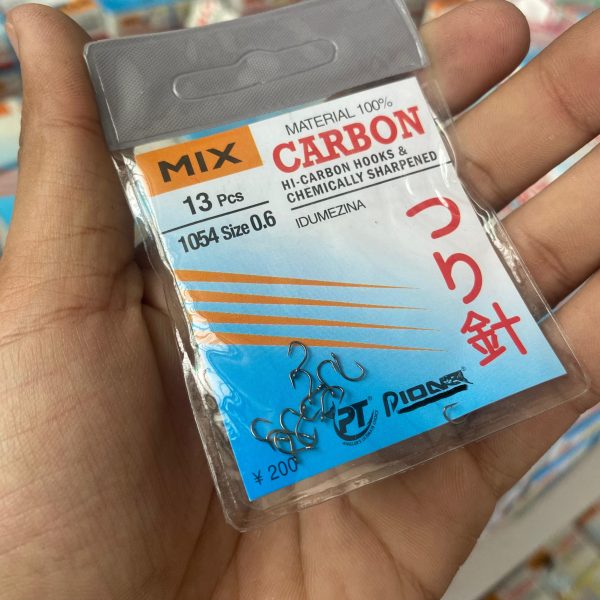 MIX
13 Pcs
1054 Size 0.6
MATERIAL 100%
CARBON
HI-CARBON HOOKS &
CHEMICALLY SHARPENED
IDUMEZINA
つり針
PT
PIONEER
¥ 200